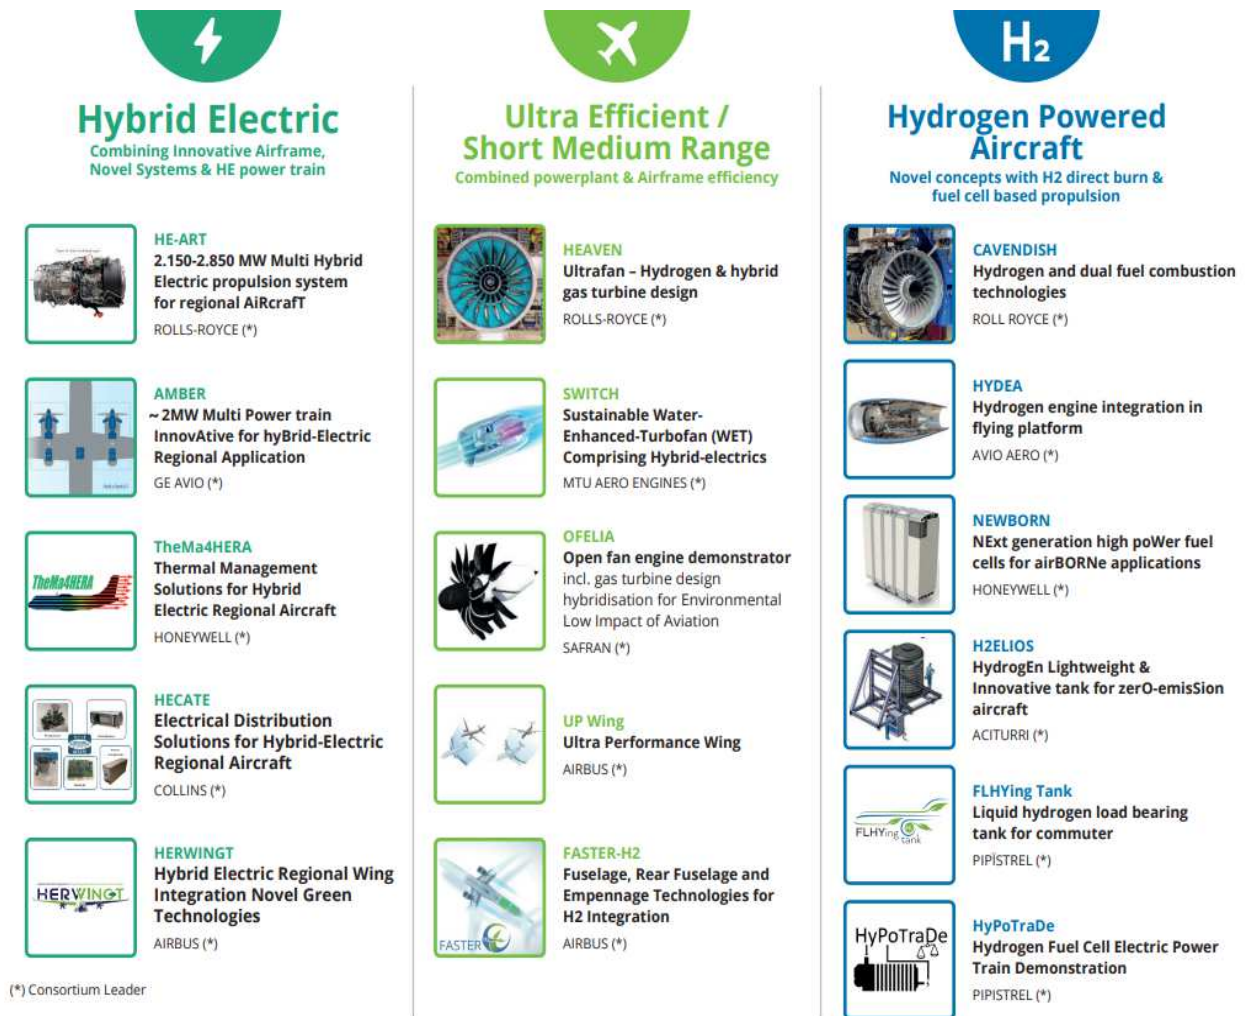 Hybrid Electric
Combining Innovative Airframe,
Novel Systems & HE power train
HE-ART
2.150-2.850 MW Multi Hybrid
Electric propulsion system
for regional AiRcrafT
ROLLS-ROYCE (*)
AMBER
~ 2MW Multi Power train
InnovAtive for hyBrid-Electric
Regional Application
GE AVIO (*)
TheMa4HERA
TheMa4HERA
Thermal Management
Solutions for Hybrid
Electric Regional Aircraft
HONEYWELL (*)
HECATE
Electrical Distribution
Solutions for Hybrid-Electric
Regional Aircraft
COLLINS (*)
HERWINGT
HERWINGT
Hybrid Electric Regional Wing
Integration Novel Green
Technologies
AIRBUS (*)
(*) Consortium Leader
Ultra Efficient /
Short Medium Range
Combined powerplant & Airframe efficiency
HEAVEN
Ultrafan – Hydrogen & hybrid
gas turbine design
ROLLS-ROYCE (*)
SWITCH
Sustainable Water-
Enhanced-Turbofan (WET)
Comprising Hybrid-electrics
MTU AERO ENGINES (*)
OFELIA
Open fan engine demonstrator
incl. gas turbine design
hybridisation for Environmental
Low Impact of Aviation
SAFRAN (*)
UP Wing
Ultra Performance Wing
AIRBUS (*)
FASTER
FASTER-H2
Fuselage, Rear Fuselage and
Empennage Technologies for
H2 Integration
AIRBUS (*)
H2
Hydrogen Powered
Aircraft
Novel concepts with H2 direct burn &
fuel cell based propulsion
CAVENDISH
Hydrogen and dual fuel combustion
technologies
ROLL ROYCE (*)
HYDEA
Hydrogen engine integration in
flying platform
AVIO AERO (*)
NEWBORN
NExt generation high poWer fuel
cells for airBORNe applications
HONEYWELL (*)
H2ELIOS
HydrogEn Lightweight &
Innovative tank for zerO-emisSion
aircraft
ACITURRI (*)
FLHYing
tank
FLHYing Tank
Liquid hydrogen load bearing
tank for commuter
PIPÏSTREL (*)
HyPoTraDe
HyPoTraDe
Hydrogen Fuel Cell Electric Power
Train Demonstration
PIPISTREL (*)